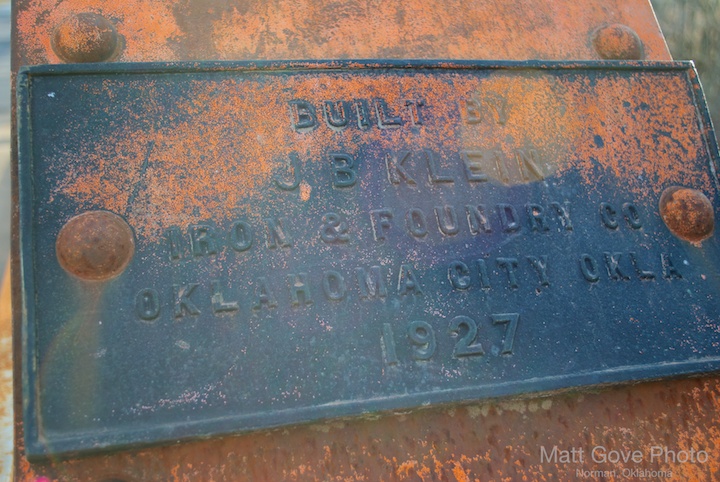 BUILT BY
J B KLEIN
IRON & FOUNDRY CO
OKLAHOMA CITY OKLA
1927
Matt Gove Photo
Norman, Oklahoma